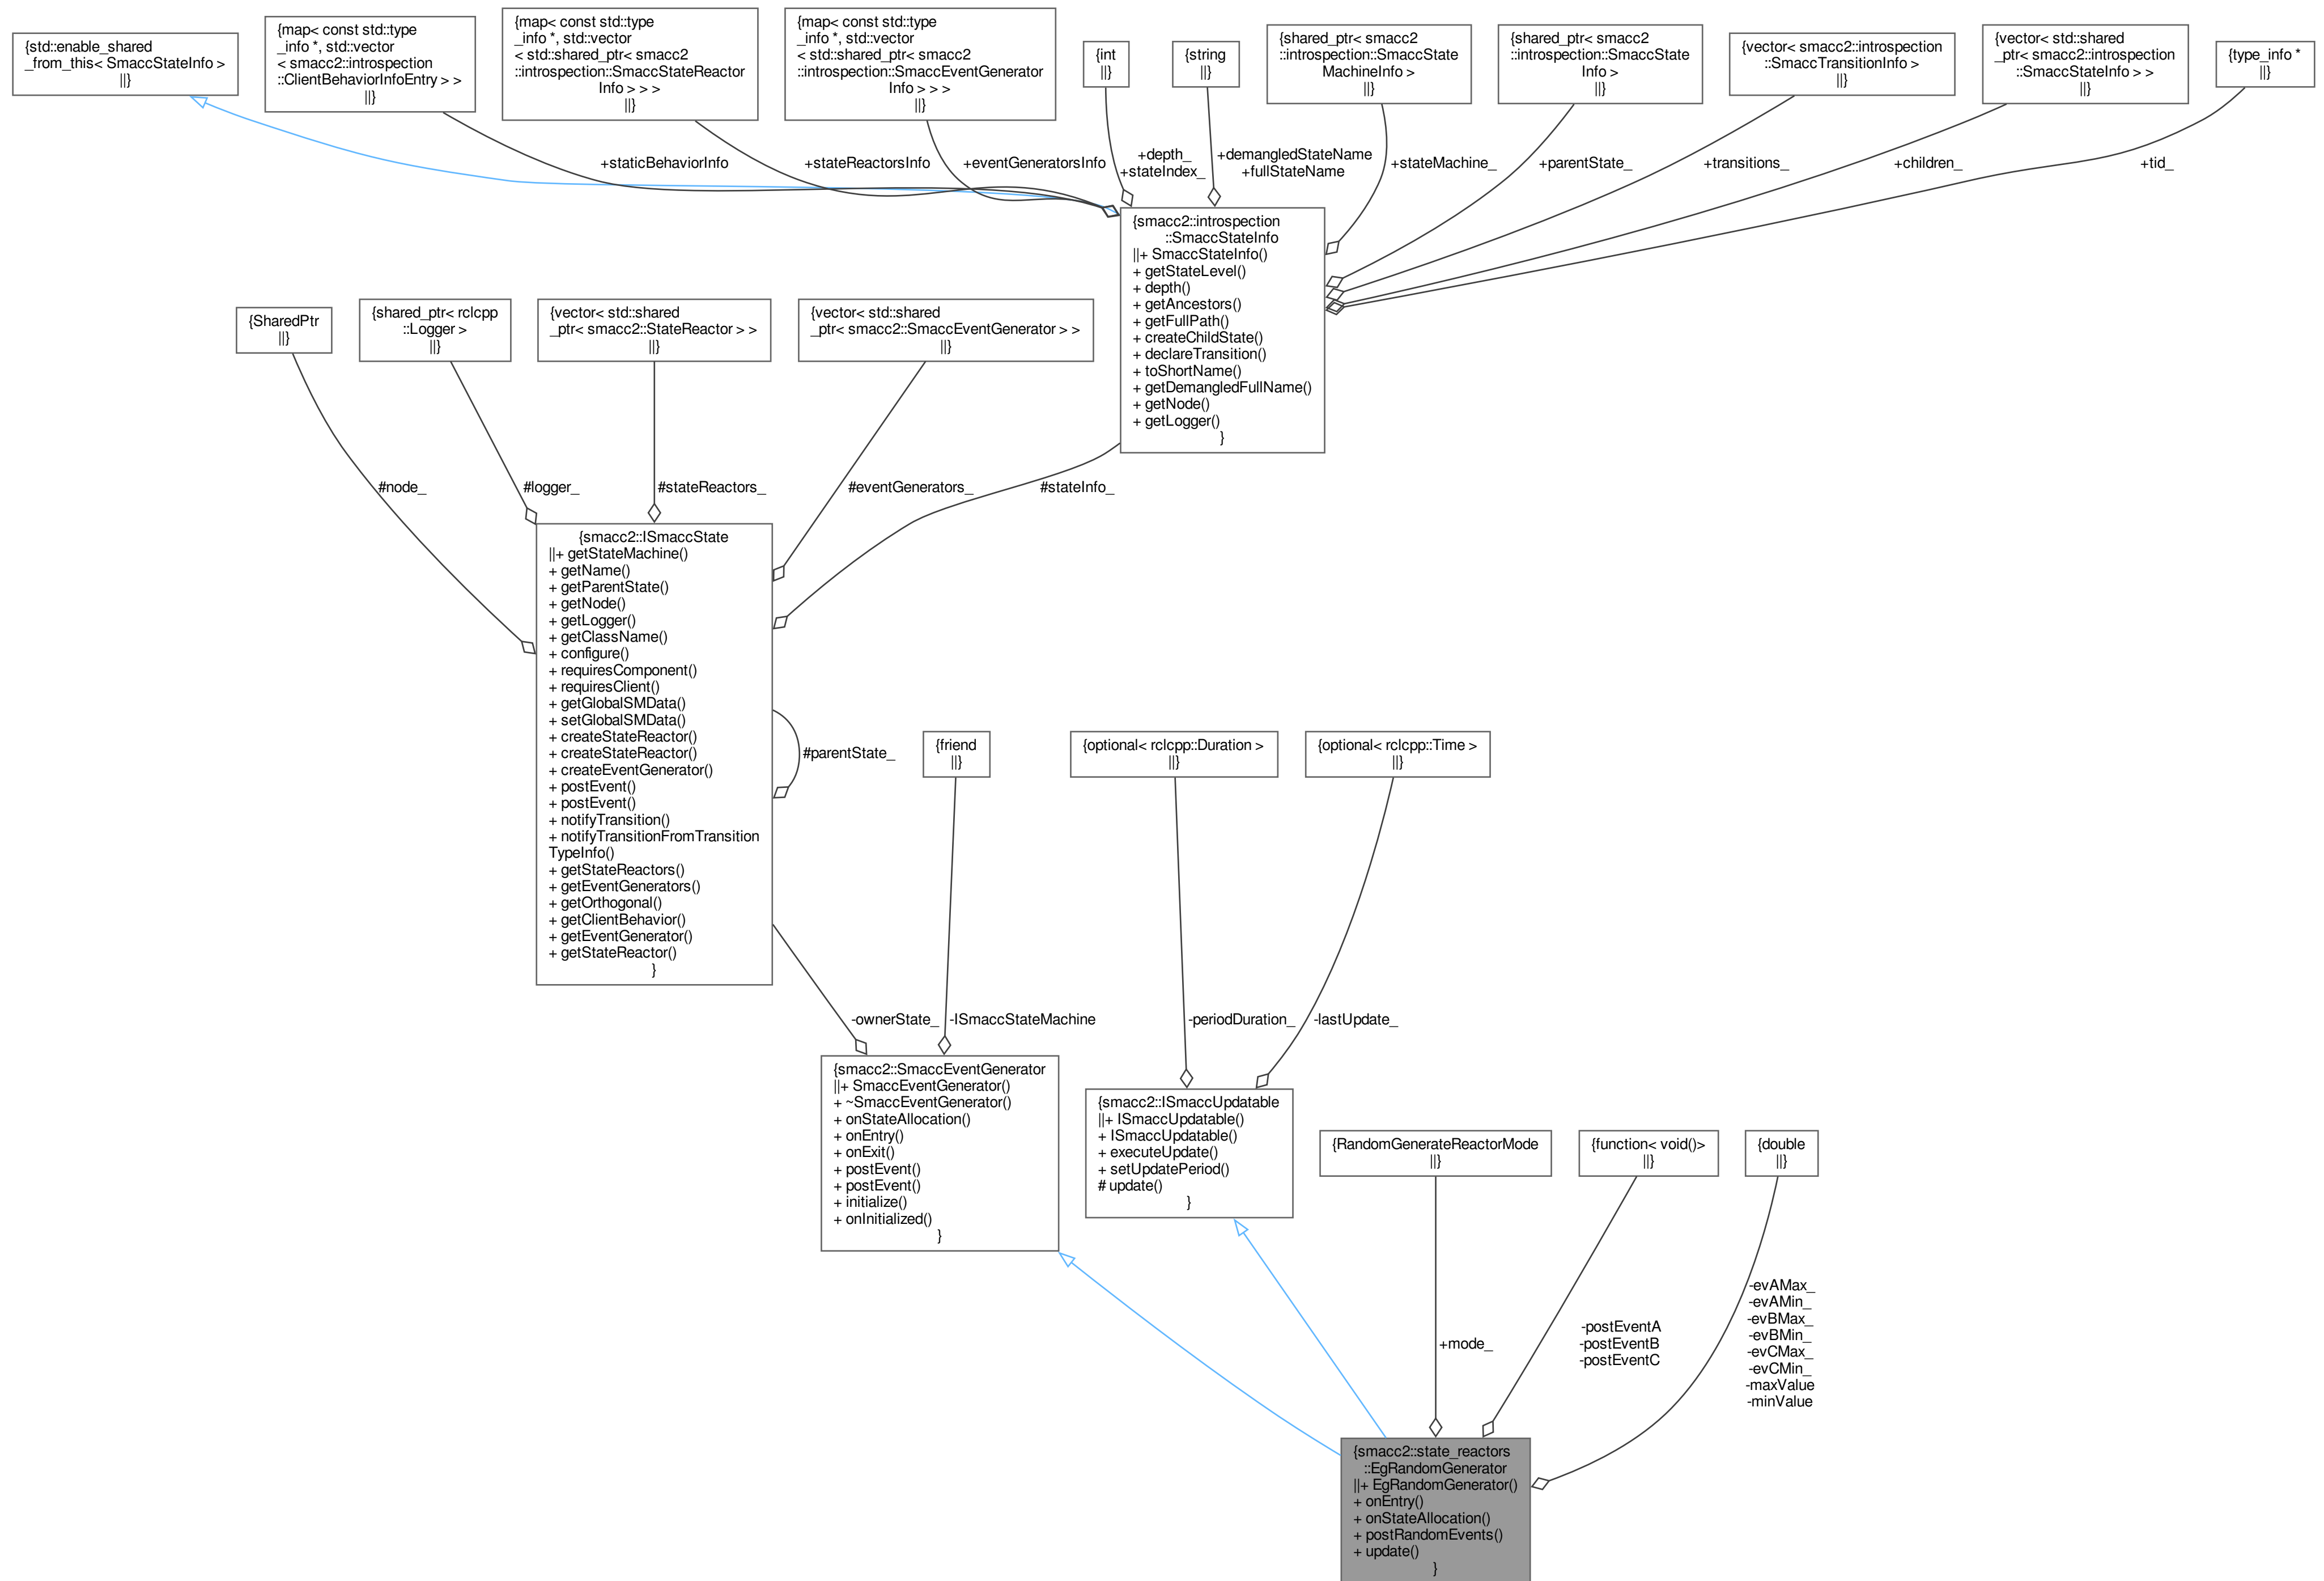 {std::enable_shared
_from_this< SmaccStateInfo >
||}
{map< const std::type
_info *, std::vector
< smacc2::introspection
::ClientBehaviorInfoEntry > >
||}
{map< const std::type
_info *, std::vector
< std::shared_ptr< smacc2
::introspection::SmaccStateReactor
Info > > >
||}
{map< const std::type
_info *, std::vector
< std::shared_ptr< smacc2
::introspection::SmaccEventGenerator
Info > > >
||}
{int
||}
{string
||}
{shared_ptr< smacc2
::introspection::SmaccState
MachineInfo >
||}
{shared_ptr< smacc2
::introspection::SmaccState
Info >
||}
{vector< smacc2::introspection
::SmaccTransitionInfo >
||}
{vector< std::shared
_ptr< smacc2::introspection
::SmaccStateInfo > >
||}
{type_info *
||}
+staticBehaviorInfo
+stateReactorsInfo
+eventGeneratorsInfo
+depth_
+stateIndex_
+demangledStateName
+fullStateName
+stateMachine_
+parentState_
+transitions_
+children_
+tid_
{smacc2::introspection
::SmaccStateInfo
||+ SmaccStateInfo()
+ getStateLevel()
+ depth()
+ getAncestors()
+ getFullPath()
+ createChildState()
+ declareTransition()
+ toShortName()
+ getDemangledFullName()
+ getNode()
+ getLogger()
}
{SharedPtr
||}
{shared_ptr< rclcpp
::Logger >
||}
{vector< std::shared
_ptr< smacc2::StateReactor > >
||}
{vector< std::shared
_ptr< smacc2::SmaccEventGenerator > >
||}
#node_
#logger_
#stateReactors_
#eventGenerators_
#stateInfo_
{smacc2::ISmaccState
||+ getStateMachine()
+ getName()
+ getParentState()
+ getNode()
+ getLogger()
+ getClassName()
+ configure()
+ requiresComponent()
+ requiresClient()
+ getGlobalSMData()
+ setGlobalSMData()
+ createStateReactor()
+ createStateReactor()
+ createEventGenerator()
+ postEvent()
+ postEvent()
+ notifyTransition()
+ notifyTransitionFromTransition
TypeInfo()
+ getStateReactors()
+ getEventGenerators()
+ getOrthogonal()
+ getClientBehavior()
+ getEventGenerator()
+ getStateReactor()
}
#parentState_
{friend
||}
{optional< rclcpp::Duration >
||}
{optional< rclcpp::Time >
||}
-ownerState_
-ISmaccStateMachine
-periodDuration_
-lastUpdate_
{smacc2::SmaccEventGenerator
||+ SmaccEventGenerator()
+ ~SmaccEventGenerator()
+ onStateAllocation()
+ onEntry()
+ onExit()
+ postEvent()
+ postEvent()
+ initialize()
+ onInitialized()
}
{smacc2::ISmaccUpdatable
||+ ISmaccUpdatable()
+ ISmaccUpdatable()
+ executeUpdate()
+ setUpdatePeriod()
# update()
}
{RandomGenerateReactorMode
||}
{function< void()>
||}
{double
||}
+mode_
-postEventA
-postEventB
-postEventC
-evAMax_
-evAMin_
-evBMax_
-evBMin_
-evCMax_
-evCMin_
-maxValue
-minValue
{smacc2::state_reactors
::EgRandomGenerator
||+ EgRandomGenerator()
+ onEntry()
+ onStateAllocation()
+ postRandomEvents()
+ update()
}